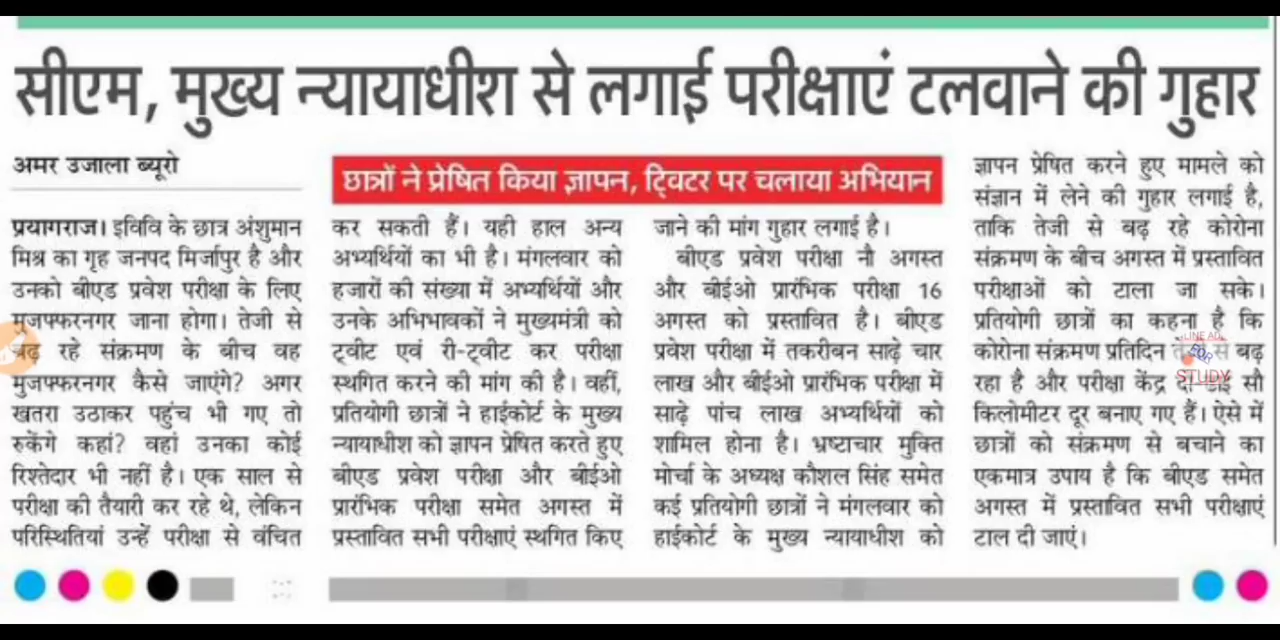 सीएम, मुख्य न्यायाधीश से लगाई परीक्षाएं टलवाने की गुहार
अमर उजाला ब्यूरो
छात्रों ने प्रेषित किया ज्ञापन, ट्विटर पर चलाया अभियान
प्रयागराज। इविवि के छात्र अंशुमान
मिश्र का गृह जनपद मिर्जापुर है और
उनको बीएड प्रवेश परीक्षा के लिए
मुजफ्फरनगर जाना होगा। तेजी से
बढ़ रहे संक्रमण के बीच वह
मुजफ्फरनगर कैसे जाएंगे? अगर
खतरा उठाकर पहुंच भी गए तो
रुकेंगे कहां? वहां उनका कोई
रिश्तेदार भी नहीं है। एक साल से
परीक्षा की तैयारी कर रहे थे, लेकिन
परिस्थितियां उन्हें परीक्षा से वंचित
कर सकती हैं। यही हाल अन्य
अभ्यर्थियों का भी है। मंगलवार को
हजारों की संख्या में अभ्यर्थियों और
उनके अभिभावकों ने मुख्यमंत्री को
ट्वीट एवं री-ट्वीट कर परीक्षा
स्थगित करने की मांग की है। वहीं,
प्रतियोगी छात्रों ने हाईकोर्ट के मुख्य
न्यायाधीश को ज्ञापन प्रेषित करते हुए
बीएड प्रवेश परीक्षा और बीईओ
प्रारंभिक परीक्षा समेत अगस्त में
प्रस्तावित सभी परीक्षाएं स्थगित किए
जाने की मांग गुहार लगाई है।
बीएड प्रवेश परीक्षा नौ अगस्त
और बीईओ प्रारंभिक परीक्षा 16
अगस्त को प्रस्तावित है। बीएड
प्रवेश परीक्षा में तकरीबन साढ़े चार
लाख और बीईओ प्रारंभिक परीक्षा में
साढ़े पांच लाख अभ्यर्थियों को
शामिल होना है। भ्रष्टाचार मुक्ति
मोर्चा के अध्यक्ष कौशल सिंह समेत
कई प्रतियोगी छात्रों ने मंगलवार को
हाईकोर्ट के मुख्य न्यायाधीश को
ज्ञापन प्रेषित करने हुए मामले को
संज्ञान में लेने की गुहार लगाई है,
ताकि तेजी से बढ़ रहे कोरोना
संक्रमण के बीच अगस्त में प्रस्तावित
परीक्षाओं को टाला जा सके।
प्रतियोगी छात्रों का कहना है कि
कोरोना संक्रमण प्रतिदिन से बढ़
रहा है और परीक्षा केंद्र सौ
किलोमीटर दूर बनाए गए हैं। ऐसे में
छात्रों को संक्रमण से बचाने का
एकमात्र उपाय है कि बीएड समेत
अगस्त में प्रस्तावित सभी परीक्षाएं
टाल दी जाएं।
FOR
STUDY